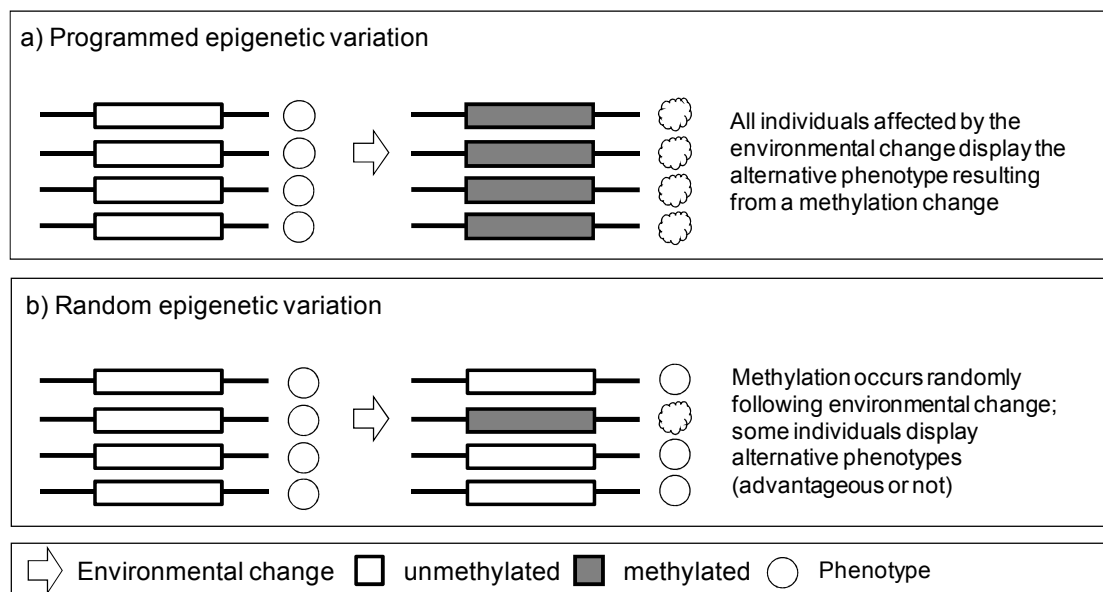 a) Programmed epigenetic variation
All individuals affected by the
environmental change display the
alternative phenotype resulting
from a methylation change
b) Random epigenetic variation
Methylation occurs randomly
following environmental change;
some individuals display
alternative phenotypes
(advantageous or not)
Environmental change unmethylated methylated Phenotype